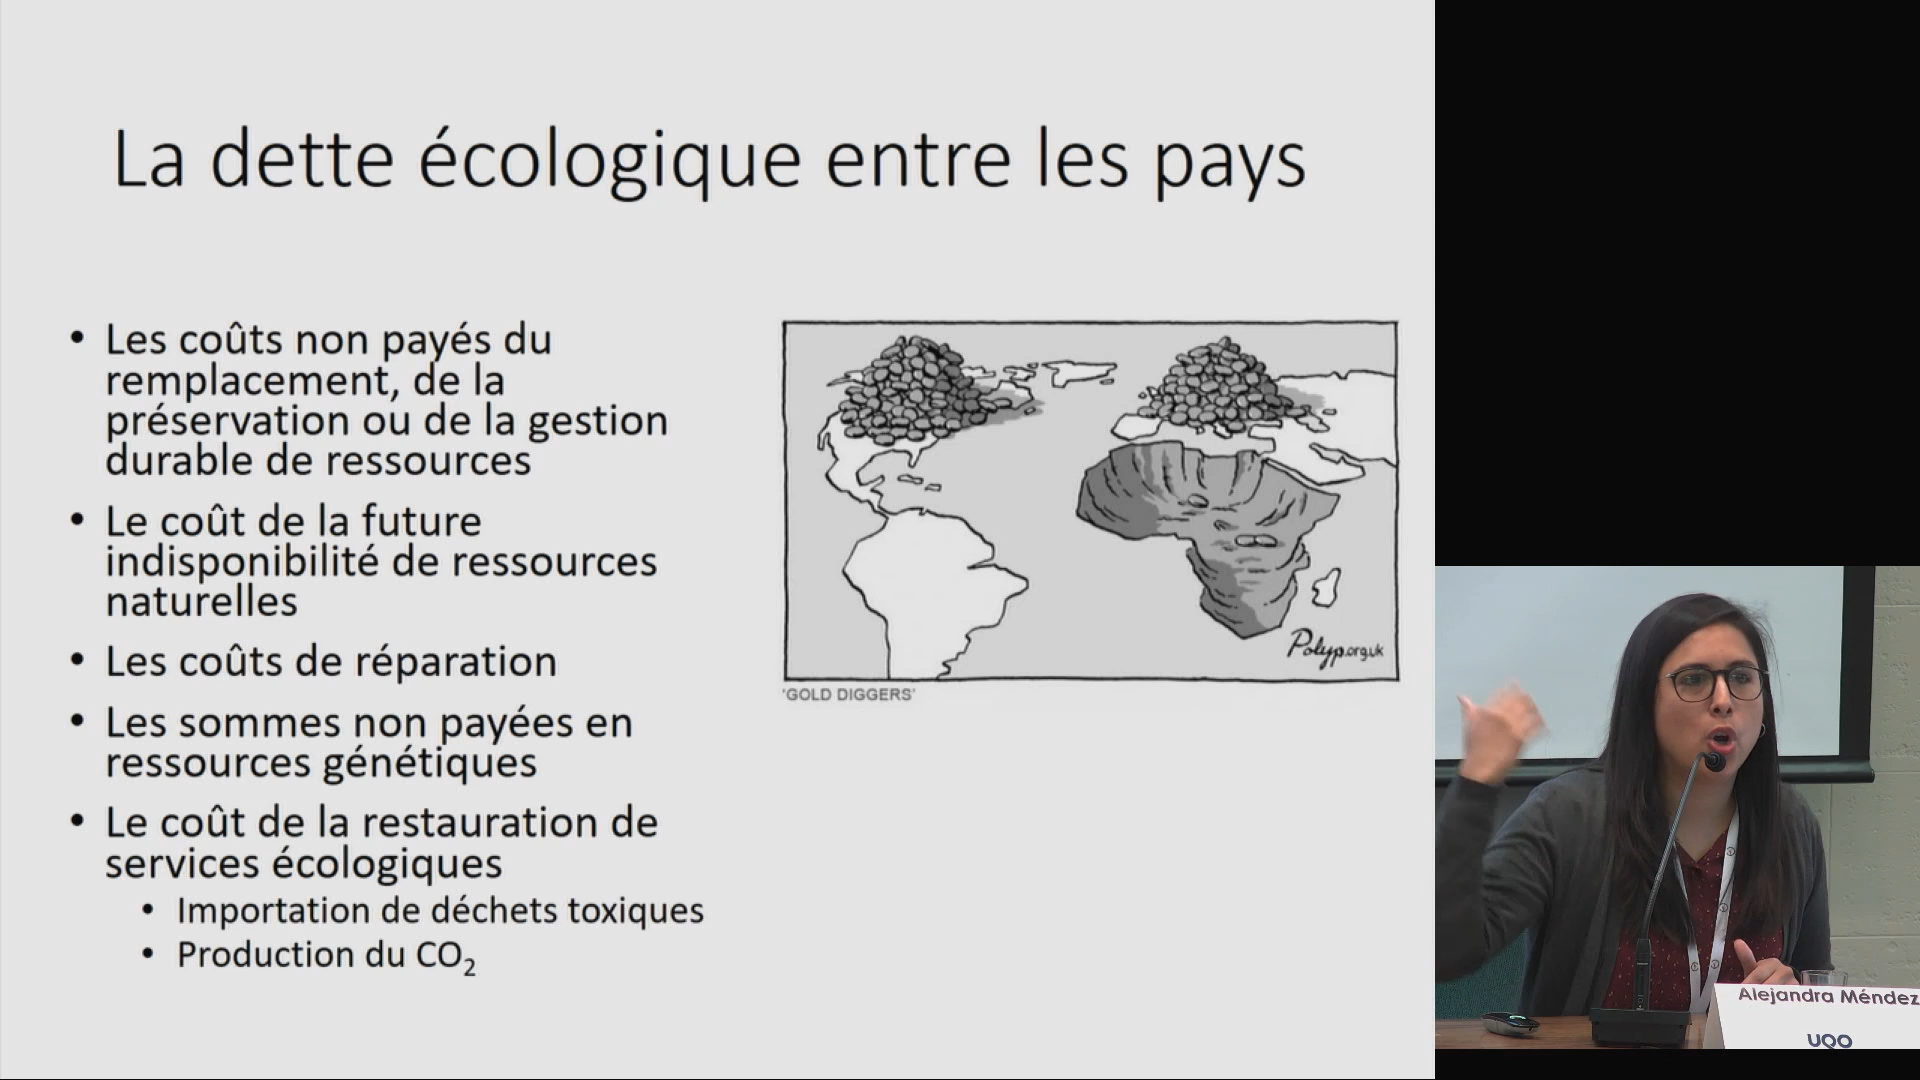 La dette écologique entre les pays
• Les coûts non payés du
remplacement, de la
préservation ou de la gestion
durable de ressources
• Le coût de la future
indisponibilité de ressources
naturelles
• Les coûts de réparation
• Les sommes non payées en
ressources génétiques
• Le coût de la restauration de
services écologiques
• Importation de déchets toxiques
• Production du CO₂
Polyp.org.uk
'GOLD DIGGERS'
Alejandra Méndez
UQO